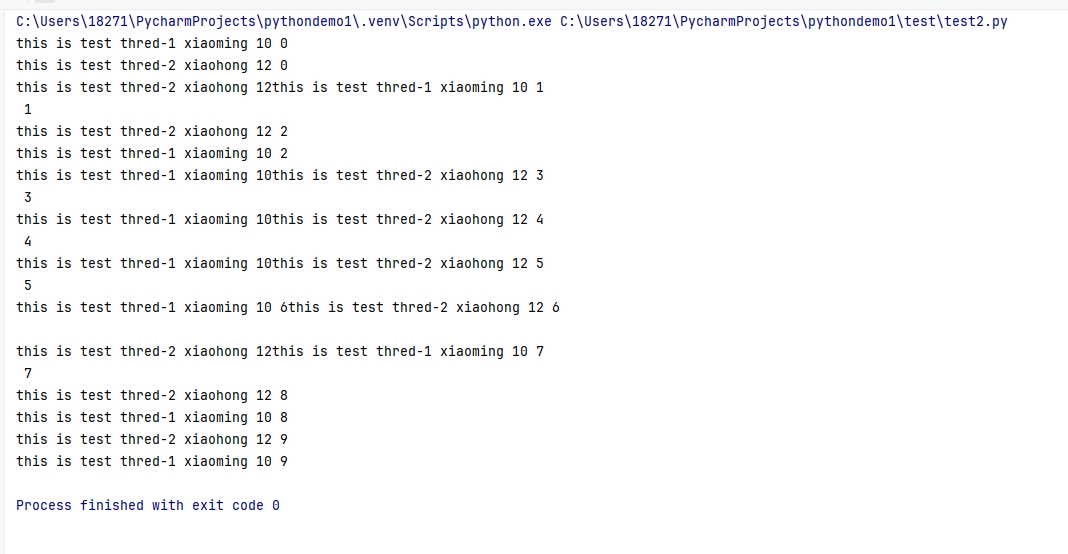 C:\Users\18271\PycharmProjects\pythondemo1\.venv\Scripts\python.exe C:\Users\18271\PycharmProjects\pythondemo1\test\test2.py
this is test thred-1 xiaoming 10 0
this is test thred-2 xiaohong 12 0
this is test thred-2 xiaohong 12this is test thred-1 xiaoming 10 1
 1
this is test thred-2 xiaohong 12 2
this is test thred-1 xiaoming 10 2
this is test thred-1 xiaoming 10this is test thred-2 xiaohong 12 3
 3
this is test thred-1 xiaoming 10this is test thred-2 xiaohong 12 4
 4
this is test thred-1 xiaoming 10this is test thred-2 xiaohong 12 5
 5
this is test thred-1 xiaoming 10 6this is test thred-2 xiaohong 12 6

this is test thred-2 xiaohong 12this is test thred-1 xiaoming 10 7
 7
this is test thred-2 xiaohong 12 8
this is test thred-1 xiaoming 10 8
this is test thred-2 xiaohong 12 9
this is test thred-1 xiaoming 10 9

Process finished with exit code 0